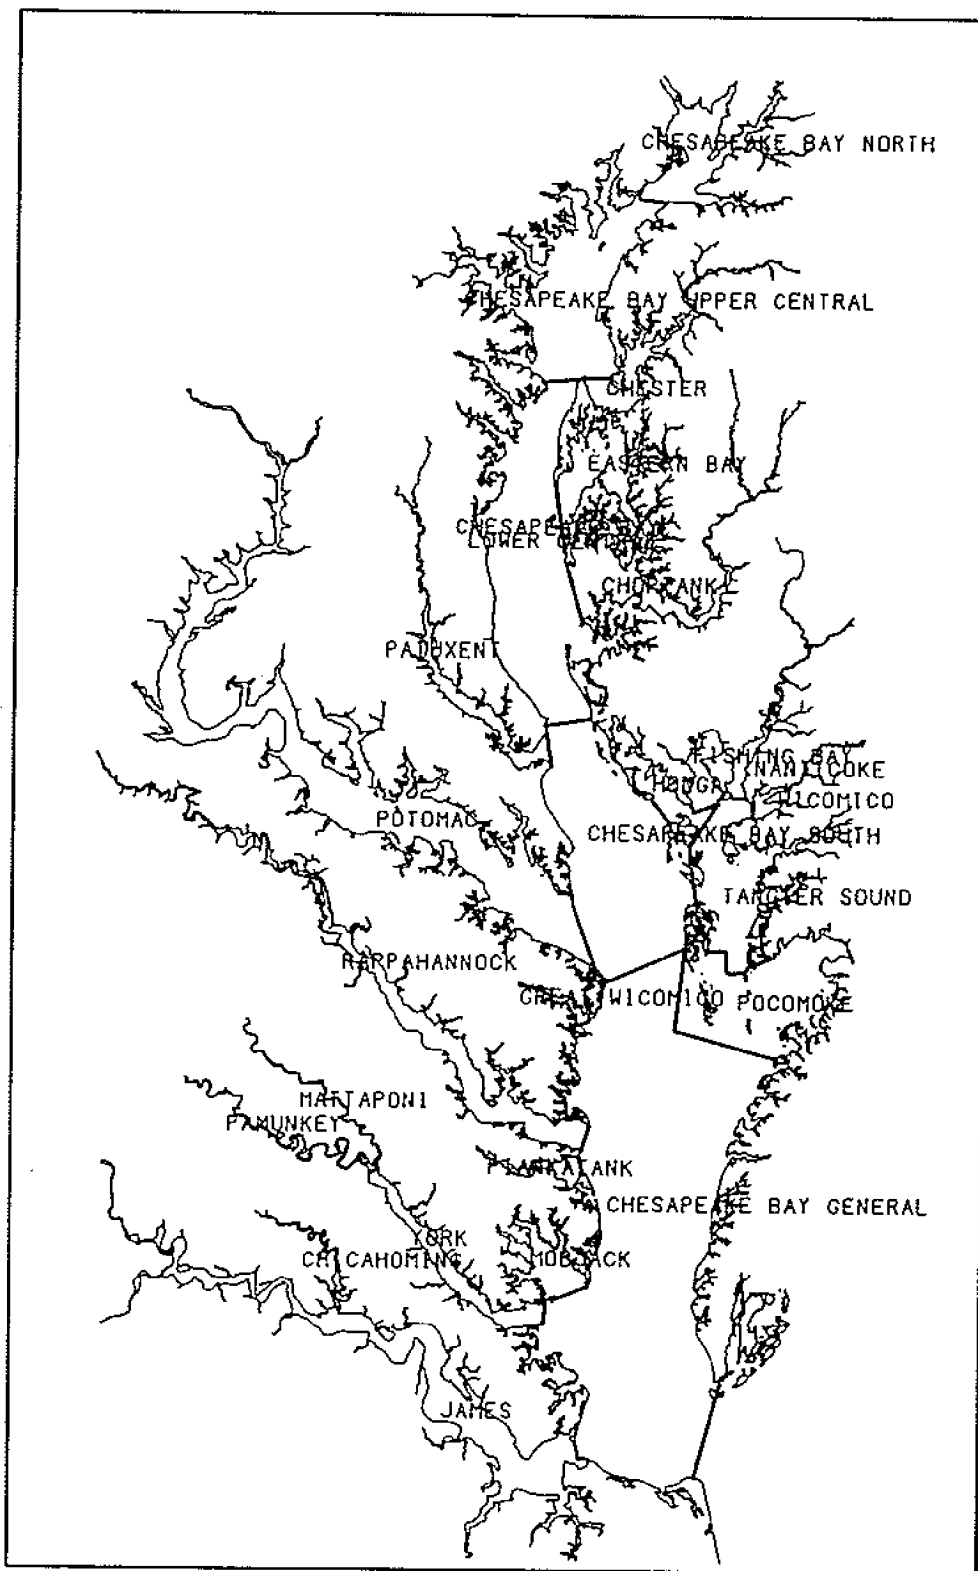 CHESAPEAKE BAY NORTH
CHESAPEAKE BAY UPPER CENTRAL
CHESTER
EASTERN BAY
CHESAPEAKE BAY
LOWER CENTRAL
CHOPTANK
PATUXENT
FISHING BAY
NANTICOKE
HONGA
WICOMICO
POTOMAC
CHESAPEAKE BAY SOUTH
TANGIER SOUND
RAPPAHANNOCK
GREAT WICOMICO
POCOMOKE
MATTAPONI
PAMUNKEY
PIANKATANK
CHESAPEAKE BAY GENERAL
YORK
CHICAHOMINI
MOBJACK
JAMES